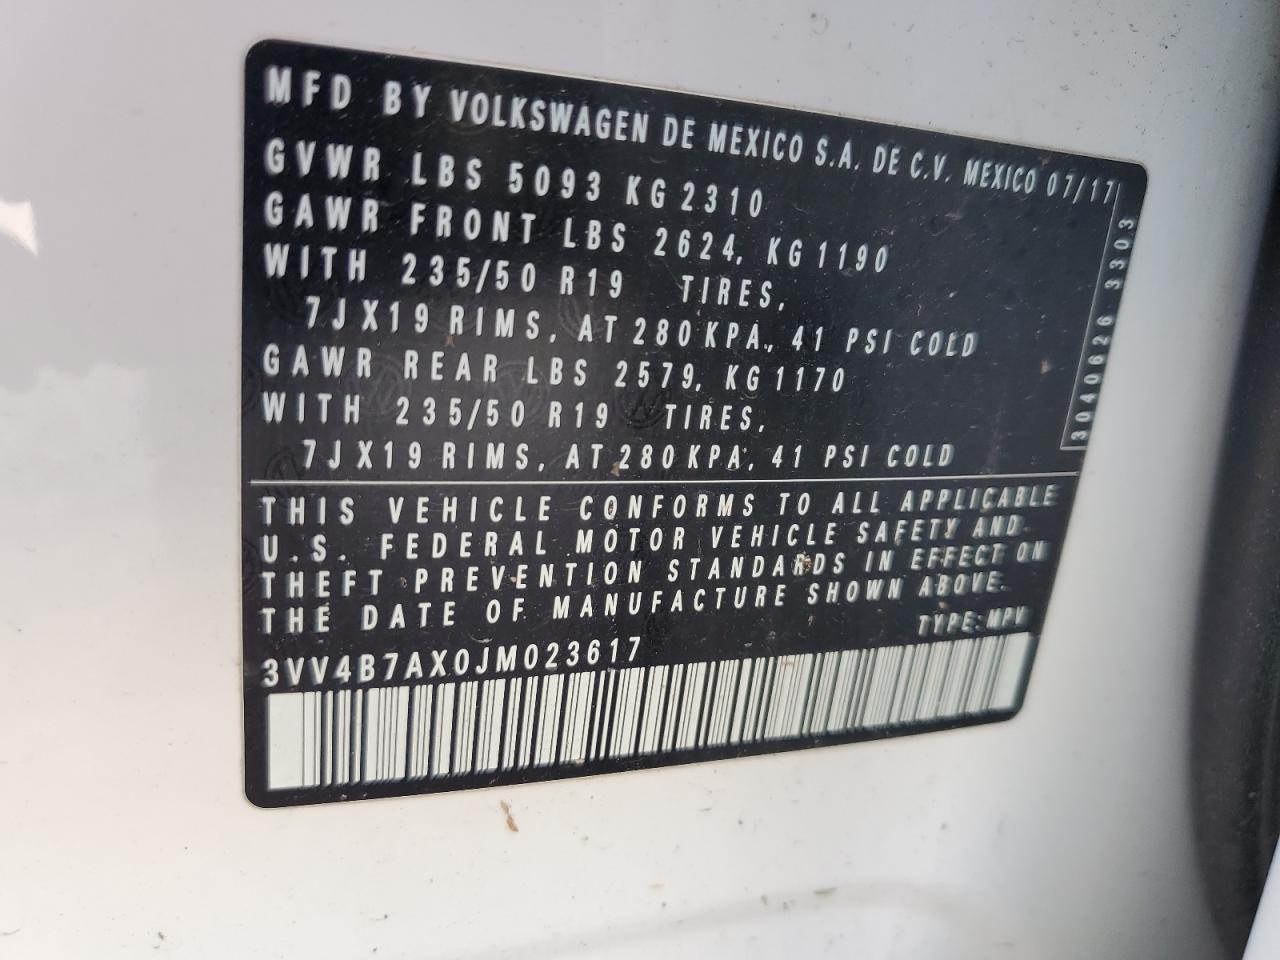 MFD BY VOLKSWAGEN DE MEXICO S.A. DE C.V. MEXICO 07/17
GVWR LBS 5093 KG 2310
GAWR FRONT LBS 2624, KG 1190
WITH 235/50 R19 TIRES,
7JX19 RIMS, AT 280 KPA, 41 PSI COLD
GAWR REAR LBS 2579, KG 1170
WITH 235/50 R19 TIRES,
7JX19 RIMS, AT 280 KPA, 41 PSI COLD
3040626 3303
THIS VEHICLE CONFORMS TO ALL APPLICABLE
U.S. FEDERAL MOTOR VEHICLE SAFETY AND
THEFT PREVENTION STANDARDS IN EFFECT ON
THE DATE OF MANUFACTURE SHOWN ABOVE.
TYPE: MPV
3VV4B7AX0JM023617